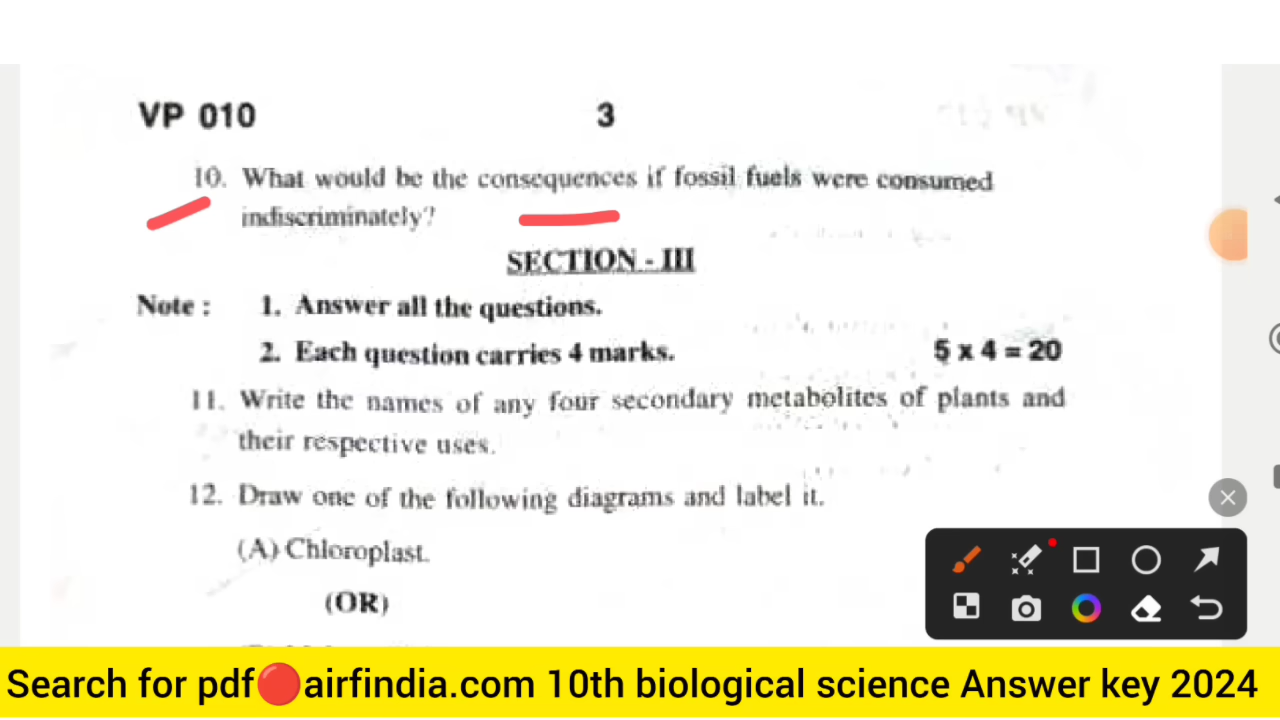 VP 010 3
10. What would be the consequences if fossil fuels were consumed
indiscriminately?
SECTION - III
Note : 1. Answer all the questions.
2. Each question carries 4 marks. 5 x 4 = 20
11. Write the names of any four secondary metabolites of plants and
their respective uses.
12. Draw one of the following diagrams and label it.
(A) Chloroplast.
(OR)
Search for pdf🔴airfindia.com 10th biological science Answer key 2024